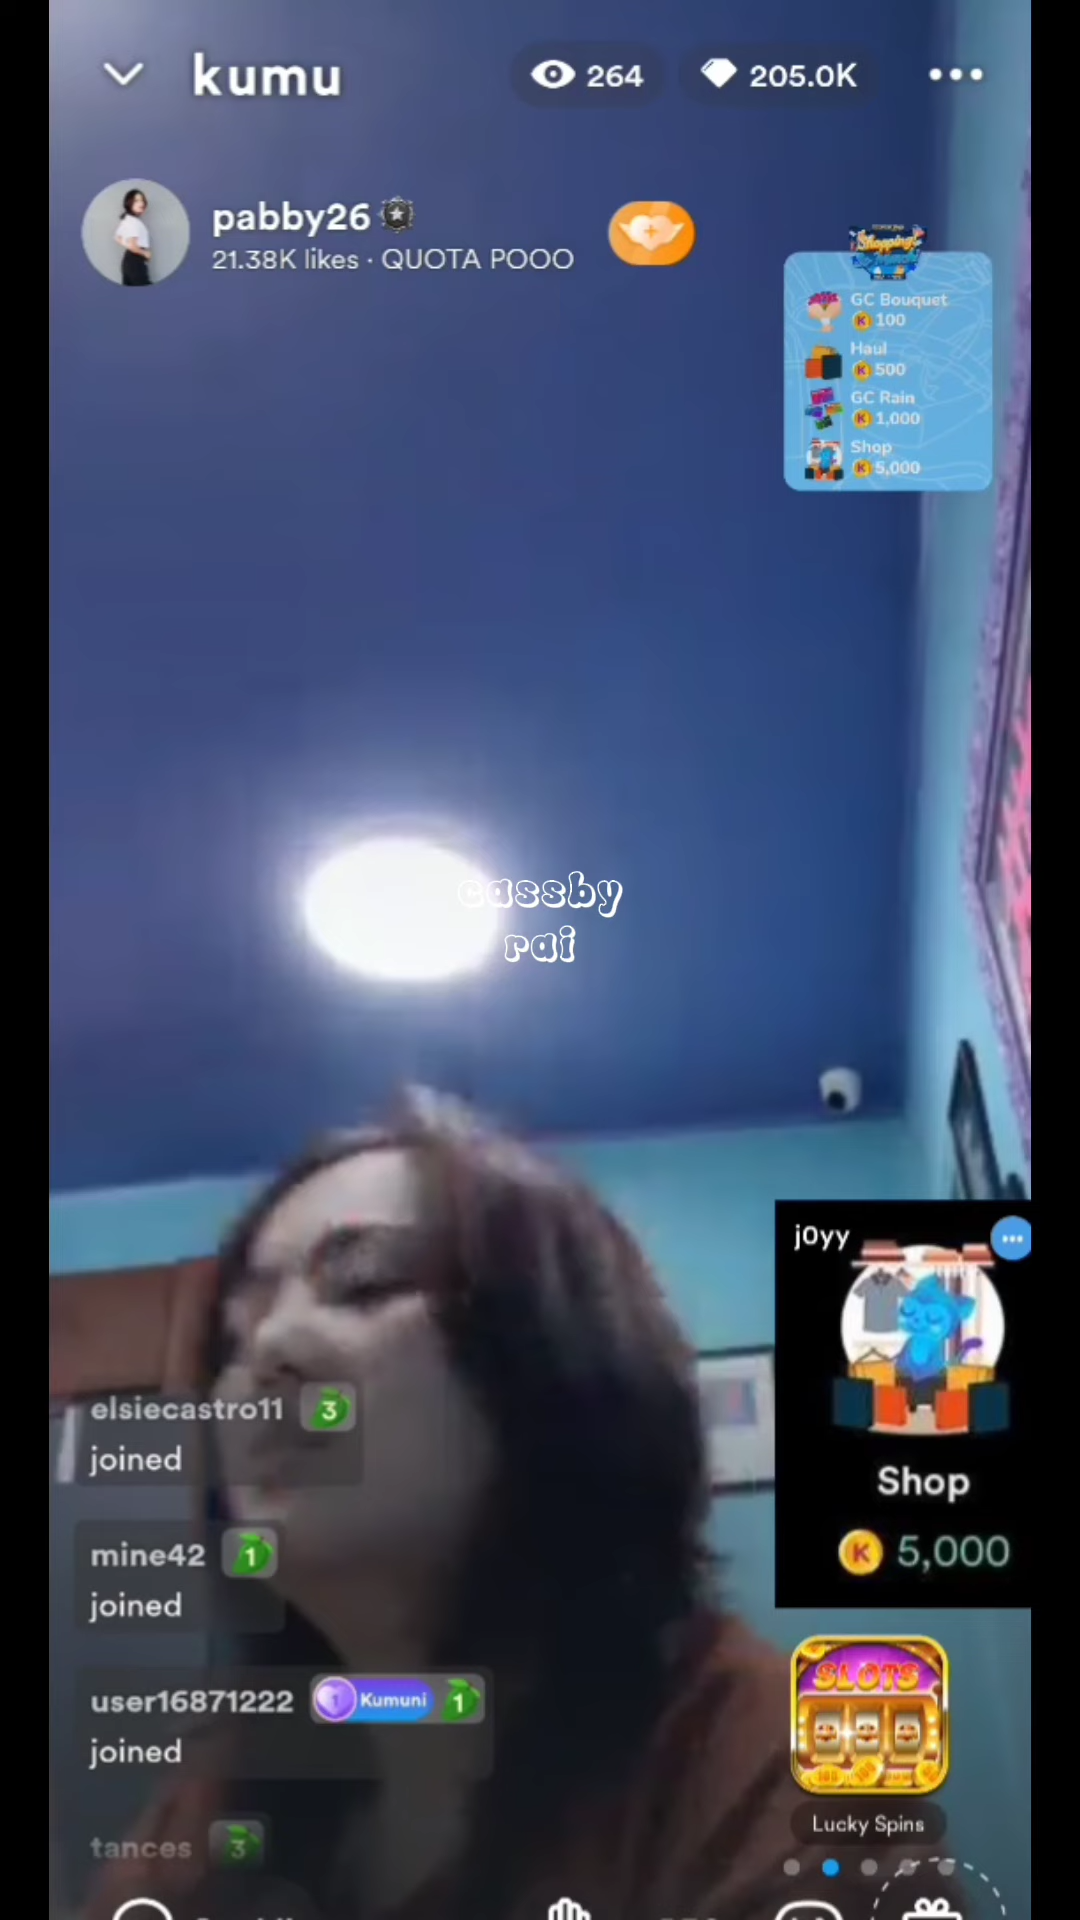 kumu
264
205.0K
pabby26
21.38K likes · QUOTA POOO
GC Bouquet
K 100
Haul
K 500
GC Rain
K 1,000
Shop
K 5,000
cassby
rai
j0yy
Shop
K 5,000
elsiecastro11 3
joined
mine42 1
joined
user16871222 1 Kumuni 1
joined
tances 3
SLOTS
Lucky Spins